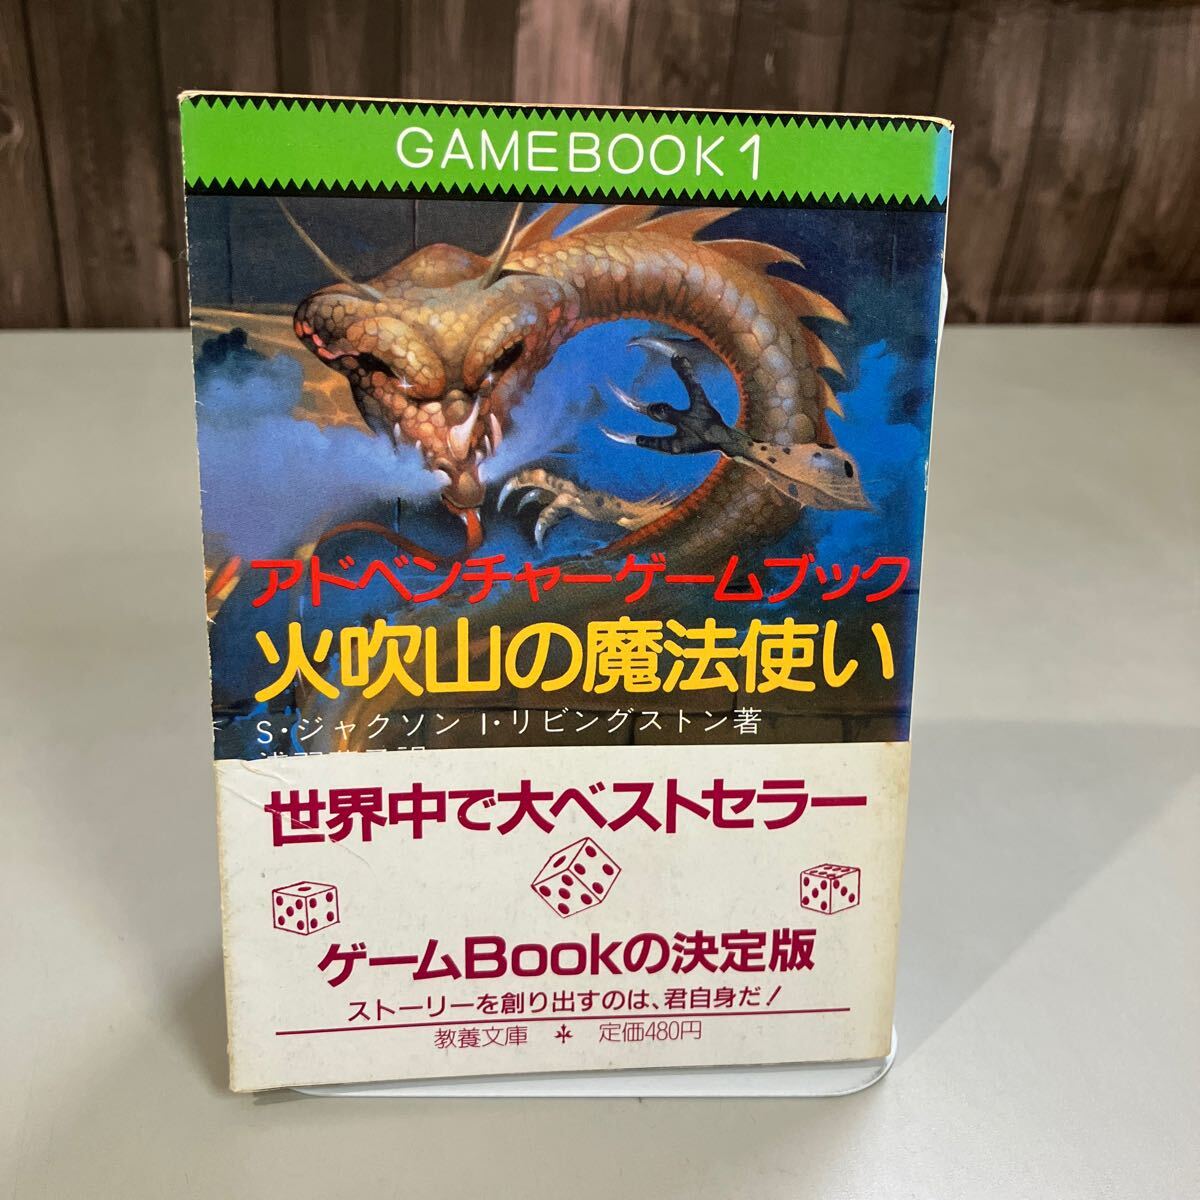 GAMEBOOK 1
アドベンチャーゲームブック
火吹山の魔法使い
S・ジャクソン I・リビングストン著
世界中で大ベストセラー
ゲームBookの決定版
ストーリーを創り出すのは、君自身だ!
教養文庫 定価480円